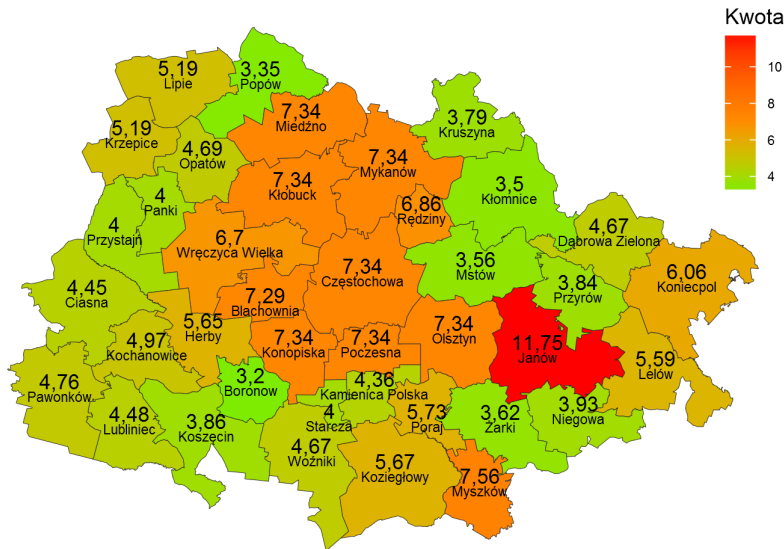 Kwota
10
8
6
4
5,19
Lipie
3,35
Popów
7,34
Miedźno
3,79
Kruszyna
5,19
Krzepice
4,69
Opatów
7,34
Mykanów
7,34
Kłobuck
3,5
Kłomnice
4
Panki
6,86
Rędziny
4
Przystajń
4,67
Dąbrowa Zielona
6,7
Wręczyca Wielka
3,56
Mstów
6,06
Koniecpol
7,34
Częstochowa
4,45
Ciasna
7,29
Blachownia
3,84
Przyrów
5,65
Herby
7,34
Konopiska
7,34
Poczesna
7,34
Olsztyn
11,75
Janów
4,97
Kochanowice
5,59
Lelów
4,76
Pawonków
3,2
Boronów
4,36
Kamienica Polska
4,48
Lubliniec
3,86
Koszęcin
4
Starcza
5,73
Poraj
3,62
Żarki
3,93
Niegowa
4,67
Woźniki
5,67
Koziegłowy
7,56
Myszków